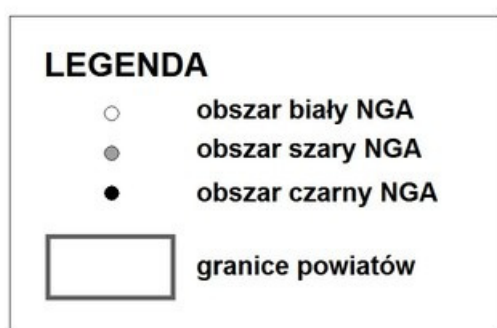 LEGENDA
obszar biały NGA
obszar szary NGA
obszar czarny NGA
granice powiatów